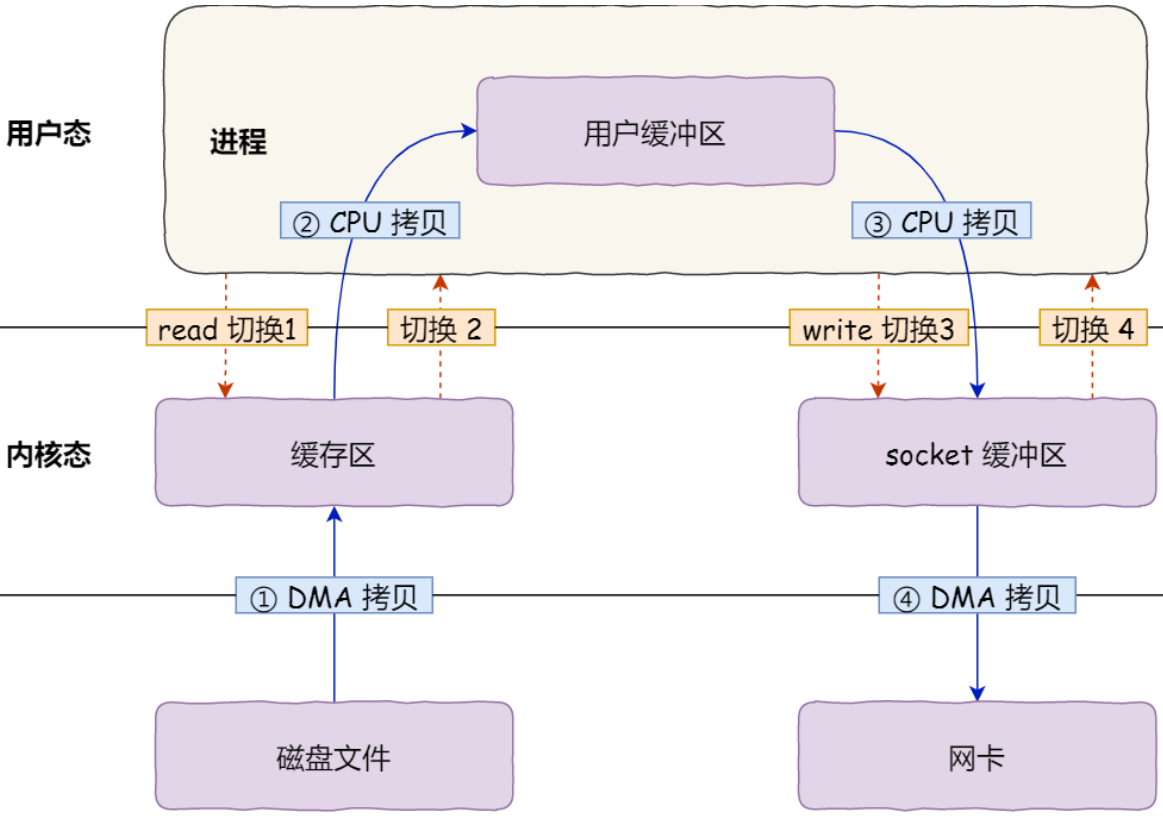 用户态
进程
用户缓冲区
② CPU 拷贝
③ CPU 拷贝
read 切换1
切换 2
write 切换3
切换 4
内核态
缓存区
socket 缓冲区
① DMA 拷贝
④ DMA 拷贝
磁盘文件
网卡